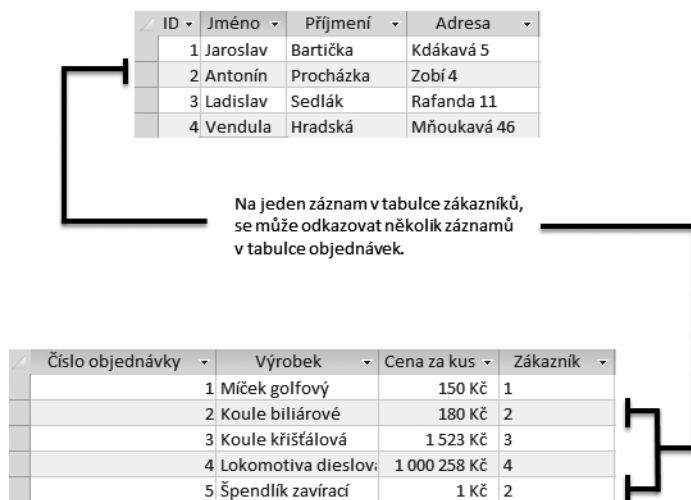 ID Jméno Příjmení Adresa
1 Jaroslav Bartička Kdákavá 5
2 Antonín Procházka Zobí 4
3 Ladislav Sedlák Rafanda 11
4 Vendula Hradská Mňoukavá 46
Na jeden záznam v tabulce zákazníků,
se může odkazovat několik záznamů
v tabulce objednávek.
Číslo objednávky Výrobek Cena za kus Zákazník
1 Míček golfový 150 Kč 1
2 Koule biliárové 180 Kč 2
3 Koule křišťálová 1 523 Kč 3
4 Lokomotiva dieslov 1 000 258 Kč 4
5 Špendlík zavírací 1 Kč 2